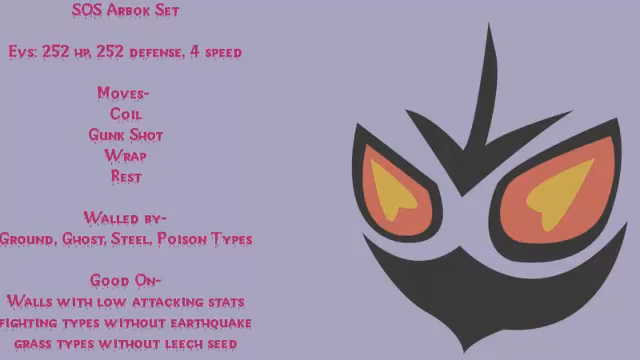 SOS Arbok Set
Evs: 252 hp, 252 defense, 4 speed
Moves-
Coil
Gunk Shot
Wrap
Rest
Walled by-
Ground, Ghost, Steel, Poison Types
Good On-
Walls with low attacking stats
fighting types without earthquake
grass types without leech seed